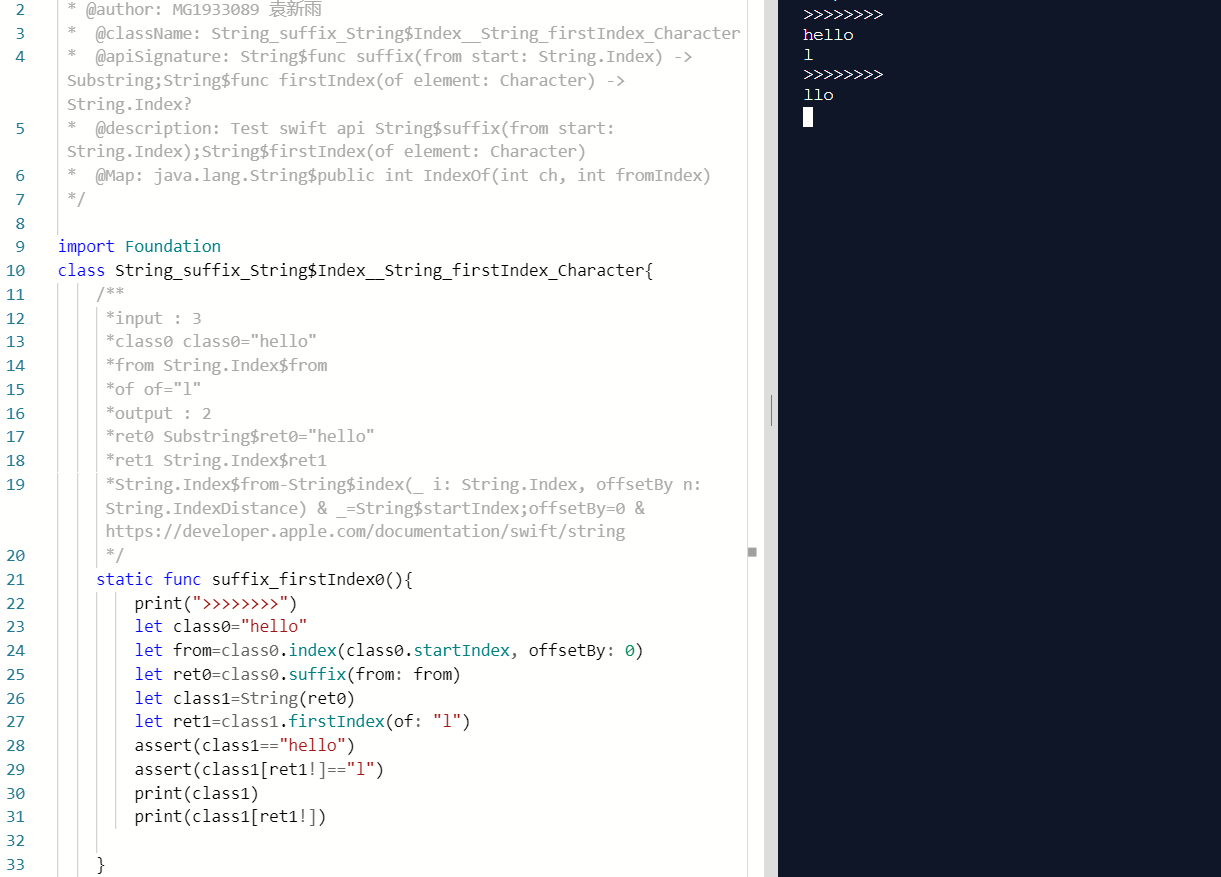 2 * @author: MG1933089 袁新雨
3 *  @className: String_suffix_String$Index__String_firstIndex_Character
4 *  @apiSignature: String$func suffix(from start: String.Index) ->
Substring;String$func firstIndex(of element: Character) ->
String.Index?
5 *  @description: Test swift api String$suffix(from start:
String.Index);String$firstIndex(of element: Character)
6 *  @Map: java.lang.String$public int IndexOf(int ch, int fromIndex)
7 */
8
9 import Foundation
10 class String_suffix_String$Index__String_firstIndex_Character{
11 /**
12 *input : 3
13 *class0 class0="hello"
14 *from String.Index$from
15 *of of="l"
16 *output : 2
17 *ret0 Substring$ret0="hello"
18 *ret1 String.Index$ret1
19 *String.Index$from-String$index(_ i: String.Index, offsetBy n:
String.IndexDistance) & _=String$startIndex;offsetBy=0 &
https://developer.apple.com/documentation/swift/string
20 */
21 static func suffix_firstIndex0(){
22 print(">>>>>>>>")
23 let class0="hello"
24 let from=class0.index(class0.startIndex, offsetBy: 0)
25 let ret0=class0.suffix(from: from)
26 let class1=String(ret0)
27 let ret1=class1.firstIndex(of: "l")
28 assert(class1=="hello")
29 assert(class1[ret1!]=="l")
30 print(class1)
31 print(class1[ret1!])
32
33 }
>>>>>>>>
hello
l
>>>>>>>>
llo